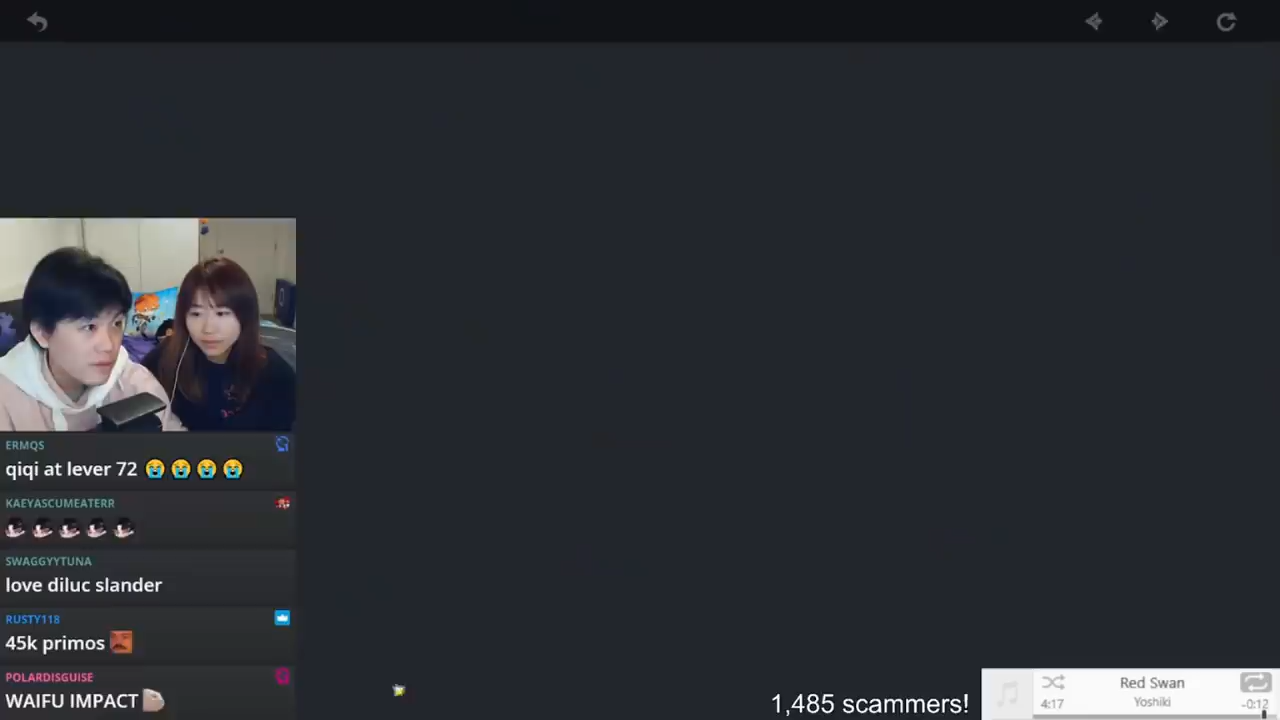 ERMQS
qiqi at lever 72 😭😭😭😭
KAEYASCUMEATERR
SWAGGYYTUNA
love diluc slander
RUSTY118
45k primos
POLARDISGUISE
WAIFU IMPACT
1,485 scammers!
Red Swan
Yoshiki
4:17
-0:12